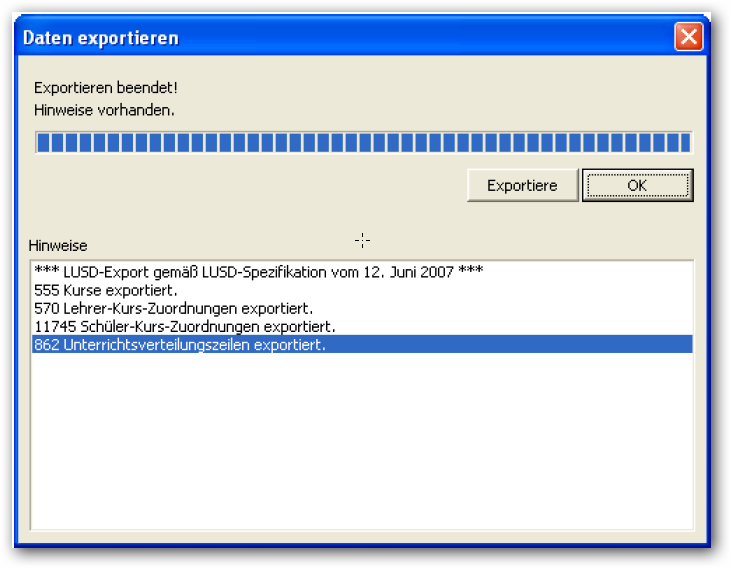 Daten exportieren
Exportieren beendet!
Hinweise vorhanden.
Exportiere
OK
Hinweise
*** LUSD-Export gemäß LUSD-Spezifikation vom 12. Juni 2007 ***
555 Kurse exportiert.
570 Lehrer-Kurs-Zuordnungen exportiert.
11745 Schüler-Kurs-Zuordnungen exportiert.
862 Unterrichtsverteilungszeilen exportiert.